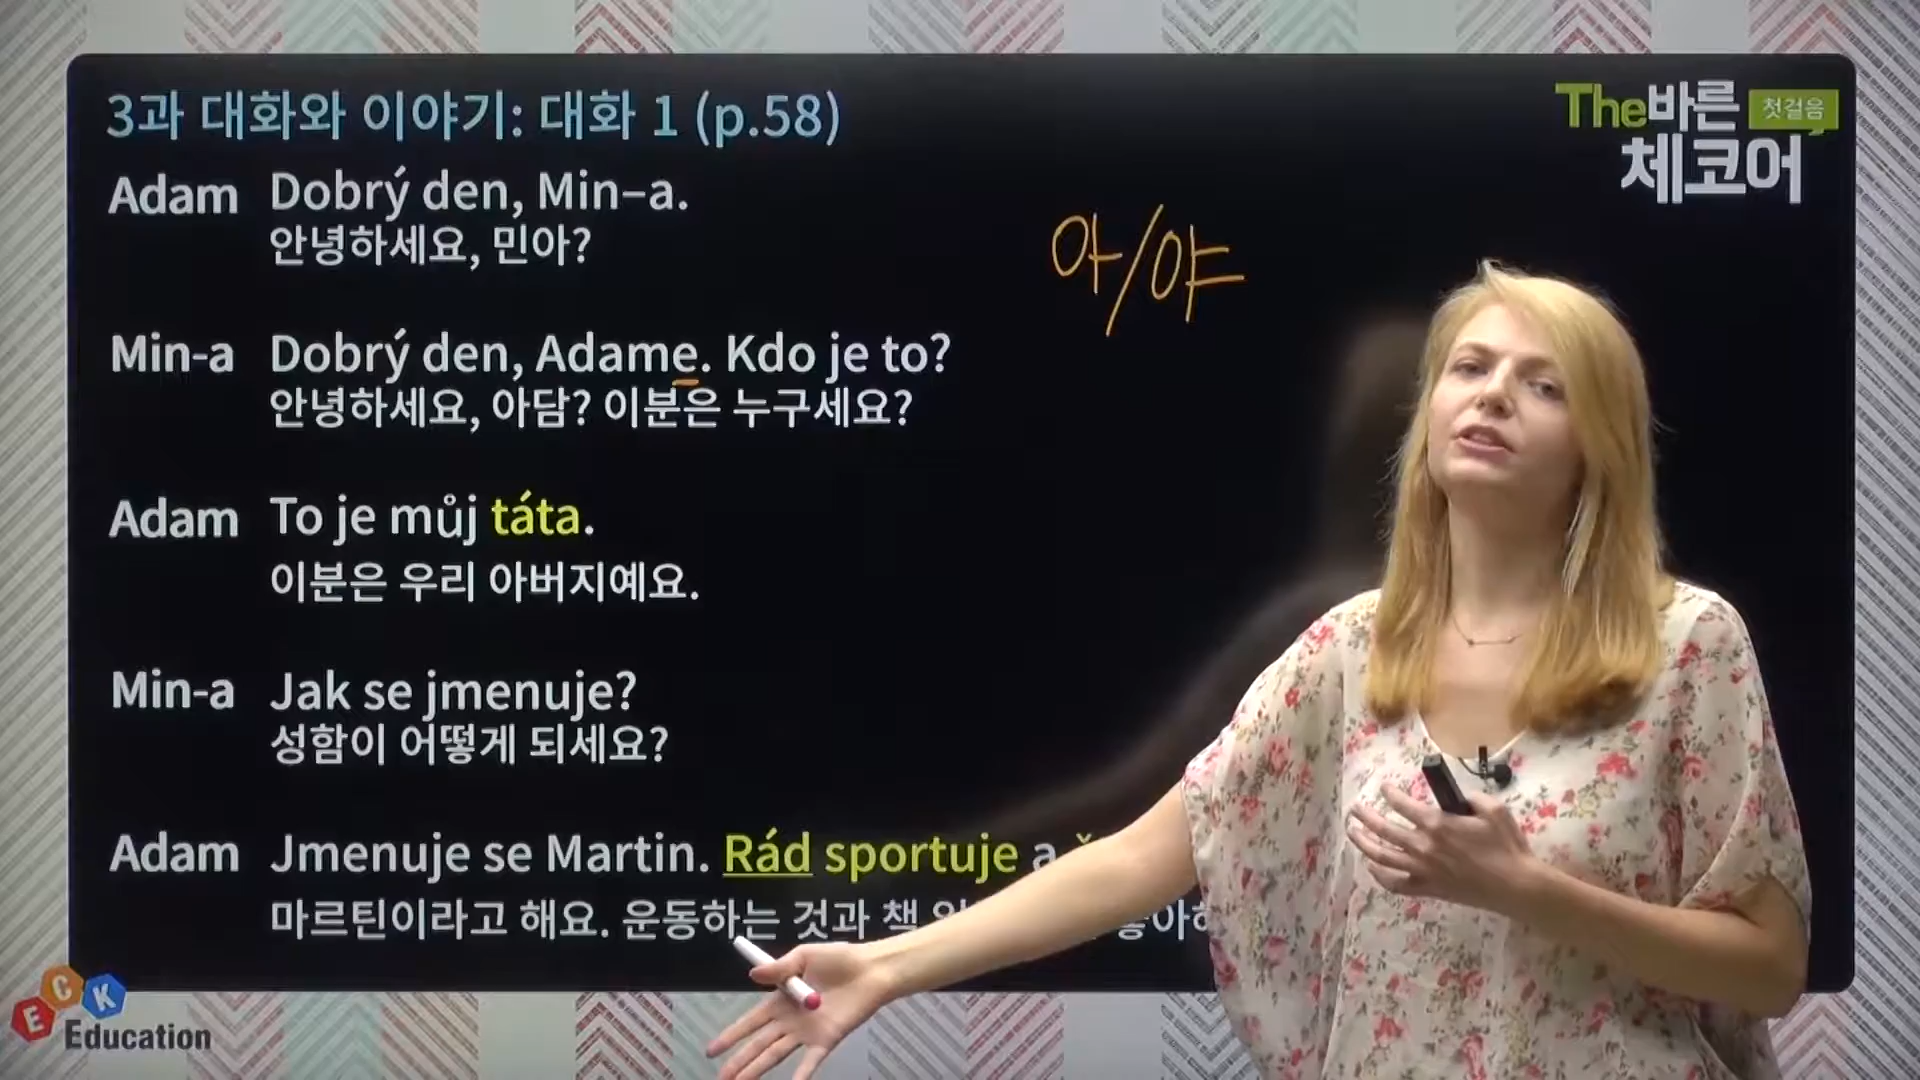 3과 대화와 이야기: 대화 1 (p.58)
The바른 첫걸음
체코어
Adam Dobrý den, Min–a.
안녕하세요, 민아?
아/야
Min-a Dobrý den, Adame. Kdo je to?
안녕하세요, 아담? 이분은 누구세요?
Adam To je můj táta.
이분은 우리 아버지예요.
Min-a Jak se jmenuje?
성함이 어떻게 되세요?
Adam Jmenuje se Martin. Rád sportuje a
마르틴이라고 해요. 운동하는 것과 책
ECK
Education